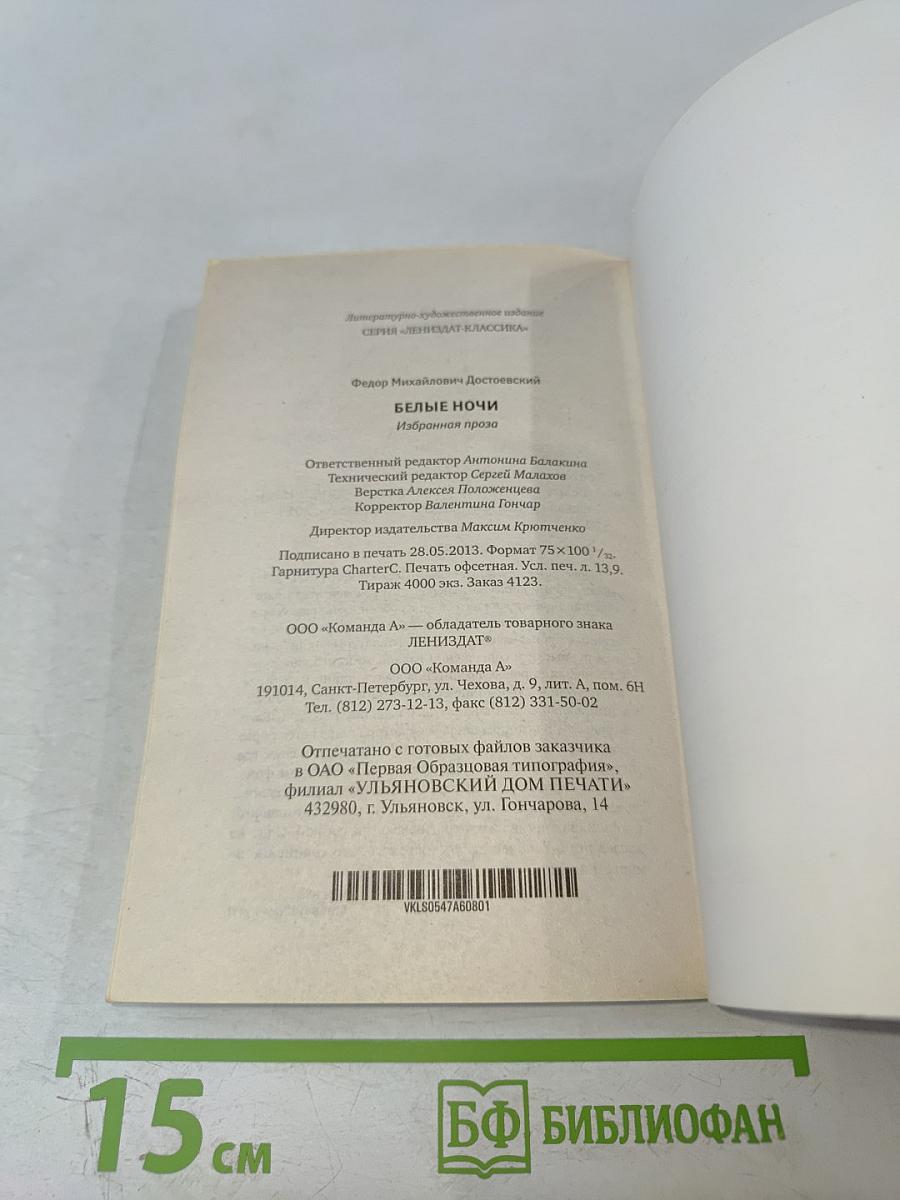 Литературно-художественное издание
СЕРИЯ «ЛЕНИЗДАТ-КЛАССИКА»
Федор Михайлович Достоевский
БЕЛЫЕ НОЧИ
Избранная проза
Ответственный редактор Антонина Балакина
Технический редактор Сергей Малахов
Верстка Алексея Положенцева
Корректор Валентина Гончар
Директор издательства Максим Крютченко
Подписано в печать 28.05.2013. Формат 75×100 1/32.
Гарнитура CharterC. Печать офсетная. Усл. печ. л. 13,9.
Тираж 4000 экз. Заказ 4123.
ООО «Команда А» — обладатель товарного знака
ЛЕНИЗДАТ®
ООО «Команда А»
191014, Санкт-Петербург, ул. Чехова, д. 9, лит. А, пом. 6Н
Тел. (812) 273-12-13, факс (812) 331-50-02
Отпечатано с готовых файлов заказчика
в ОАО «Первая Образцовая типография»,
филиал «УЛЬЯНОВСКИЙ ДОМ ПЕЧАТИ»
432980, г. Ульяновск, ул. Гончарова, 14
VKLS0547A60801
15 см
БФ БИБЛИОФАН